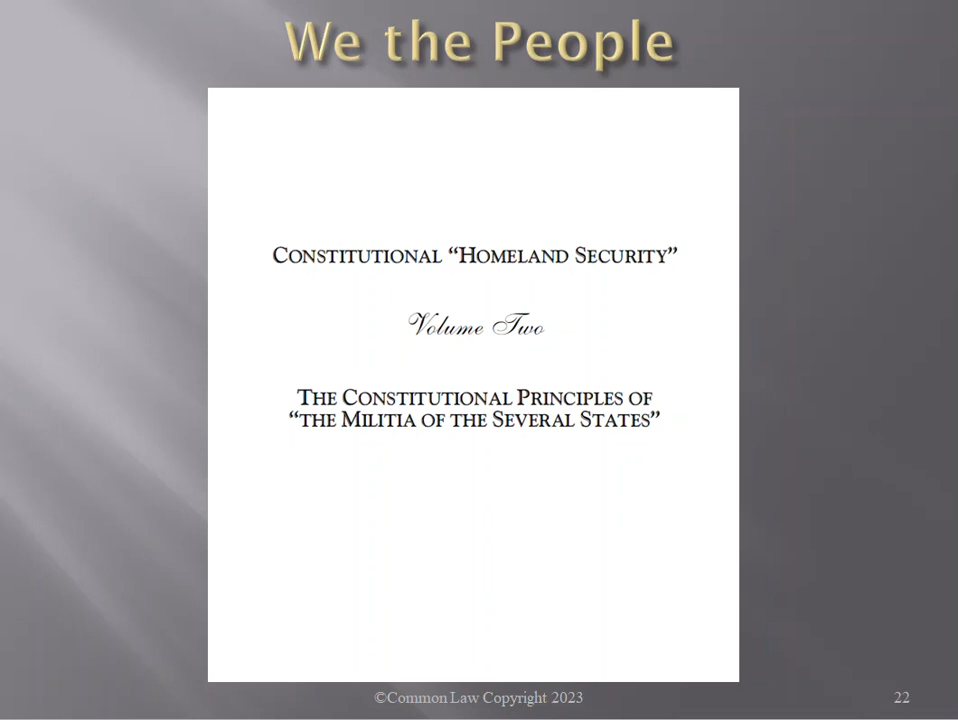 We the People
CONSTITUTIONAL “HOMELAND SECURITY”
Volume Two
THE CONSTITUTIONAL PRINCIPLES OF
“THE MILITIA OF THE SEVERAL STATES”
©Common Law Copyright 2023
22